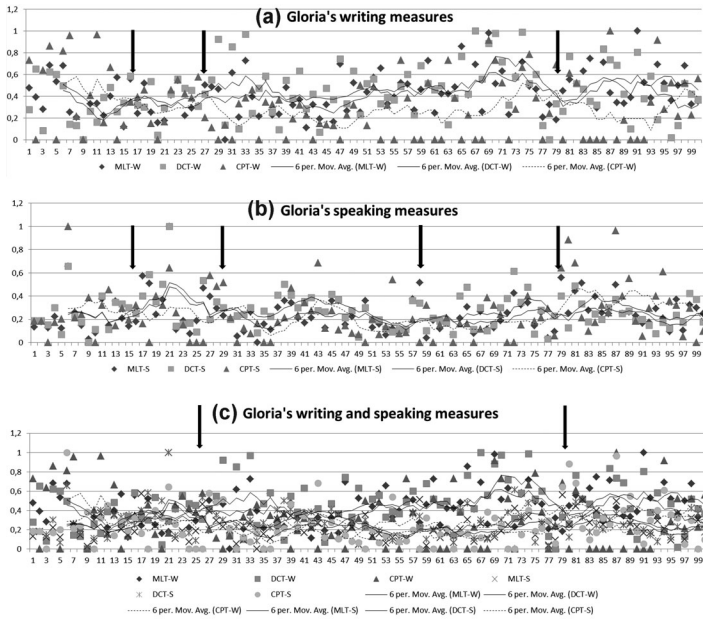 (a) Gloria's writing measures
1,2
1
0,8
0,6
0,4
0,2
0
1 3 5 7 9 11 13 15 17 19 21 23 25 27 29 31 33 35 37 39 41 43 45 47 49 51 53 55 57 59 61 63 65 67 69 71 73 75 77 79 81 83 85 87 89 91 93 95 97 99
MLT-W DCT-W CPT-W 6 per. Mov. Avg. (MLT-W) 6 per. Mov. Avg. (DCT-W) 6 per. Mov. Avg. (CPT-W)
(b) Gloria's speaking measures
1,2
1
0,8
0,6
0,4
0,2
0
1 3 5 7 9 11 13 15 17 19 21 23 25 27 29 31 33 35 37 39 41 43 45 47 49 51 53 55 57 59 61 63 65 67 69 71 73 75 77 79 81 83 85 87 89 91 93 95 97 99
MLT-S DCT-S CPT-S 6 per. Mov. Avg. (MLT-S) 6 per. Mov. Avg. (DCT-S) 6 per. Mov. Avg. (CPT-S)
(c) Gloria's writing and speaking measures
1,2
1
0,8
0,6
0,4
0,2
0
1 3 5 7 9 11 13 15 17 19 21 23 25 27 29 31 33 35 37 39 41 43 45 47 49 51 53 55 57 59 61 63 65 67 69 71 73 75 77 79 81 83 85 87 89 91 93 95 97 99
MLT-W DCT-W CPT-W MLT-S
DCT-S CPT-S 6 per. Mov. Avg. (MLT-W) 6 per. Mov. Avg. (DCT-W)
6 per. Mov. Avg. (CPT-W) 6 per. Mov. Avg. (MLT-S) 6 per. Mov. Avg. (DCT-S) 6 per. Mov. Avg. (CPT-S)